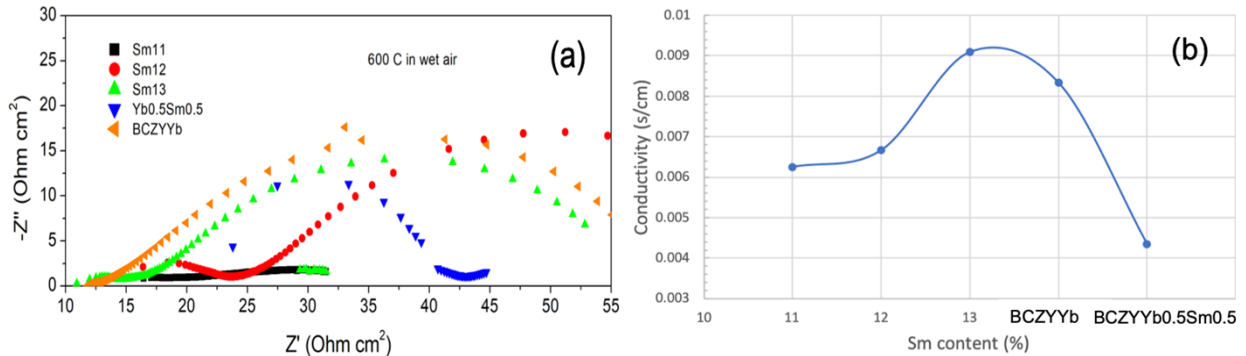 30
25
20
15
10
5
0
-Z" (Ohm cm²)
Sm11
Sm12
Sm13
Yb0.5Sm0.5
BCZYYb
600 C in wet air
(a)
10 15 20 25 30 35 40 45 50 55
Z' (Ohm cm²)
0.01
0.009
0.008
0.007
0.006
0.005
0.004
0.003
Conductivity (s/cm)
(b)
10 11 12 13 BCZYYb BCZYYb0.5Sm0.5
Sm content (%)